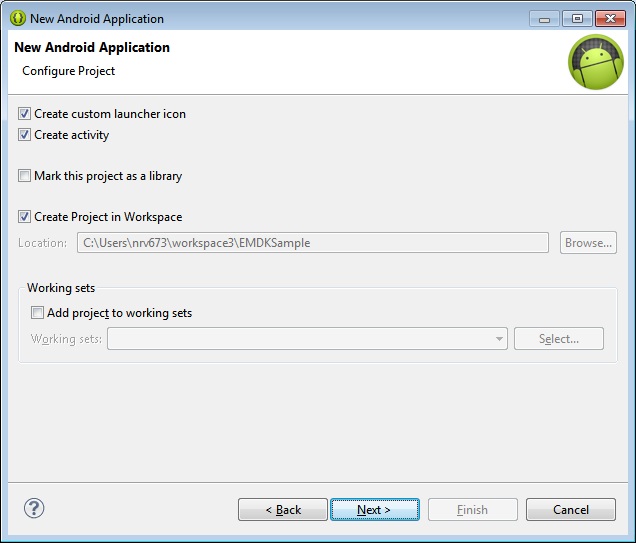 New Android Application
New Android Application
Configure Project
Create custom launcher icon
Create activity
Mark this project as a library
Create Project in Workspace
Location: C:\Users\nrv673\workspace3\EMDKSample Browse...
Working sets
Add project to working sets
Working sets: Select...
? < Back Next > Finish Cancel